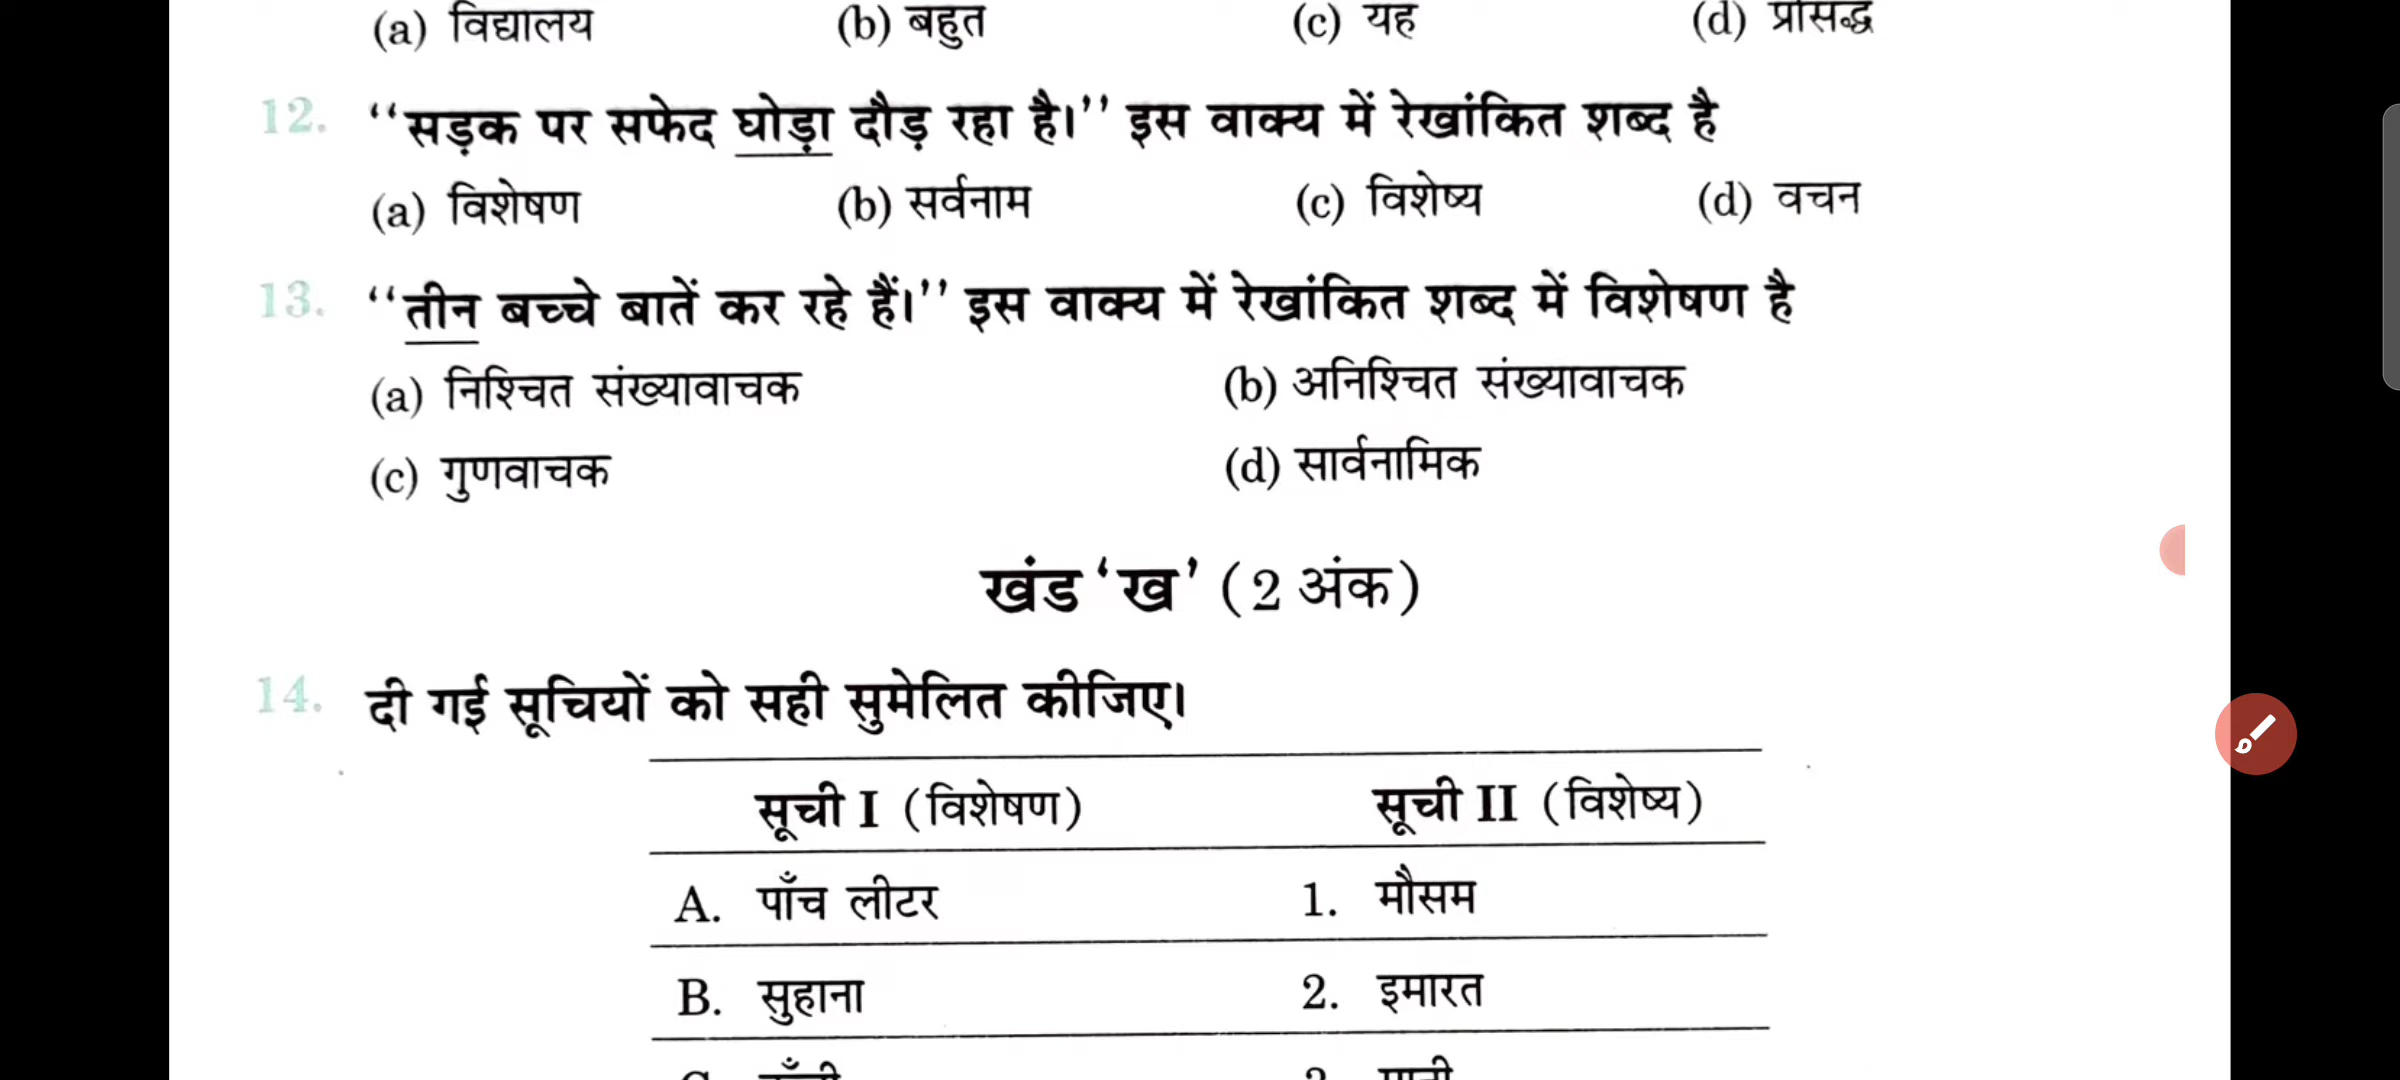 (a) विद्यालय (b) बहुत (c) यह (d) प्रसिद्ध
12. ‘‘सड़क पर सफेद घोड़ा दौड़ रहा है।’’ इस वाक्य में रेखांकित शब्द है
(a) विशेषण (b) सर्वनाम (c) विशेष्य (d) वचन
13. ‘‘तीन बच्चे बातें कर रहे हैं।’’ इस वाक्य में रेखांकित शब्द में विशेषण है
(a) निश्चित संख्यावाचक (b) अनिश्चित संख्यावाचक
(c) गुणवाचक (d) सार्वनामिक
खंड ‘ख’ (2 अंक)
14. दी गई सूचियों को सही सुमेलित कीजिए।
सूची I (विशेषण) सूची II (विशेष्य)
A. पाँच लीटर 1. मौसम
B. सुहाना 2. इमारत